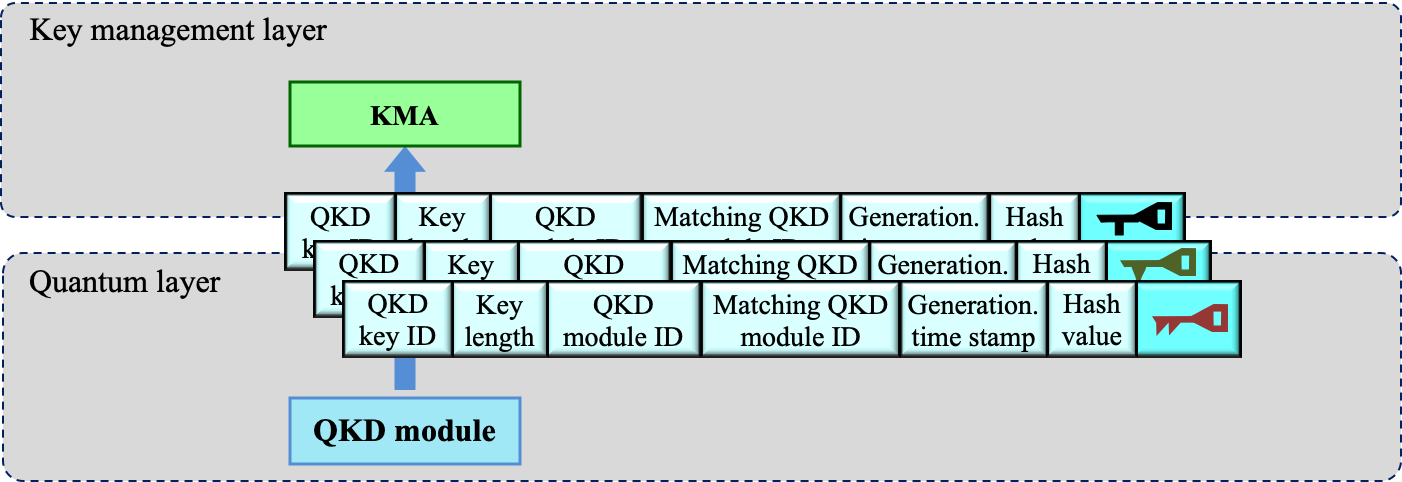 Key management layer
KMA
QKD Key QKD Matching QKD Generation. Hash
QKD Key QKD Matching QKD Generation. Hash
Quantum layer
QKD Key QKD Matching QKD Generation. Hash
key ID length module ID module ID time stamp value
QKD module